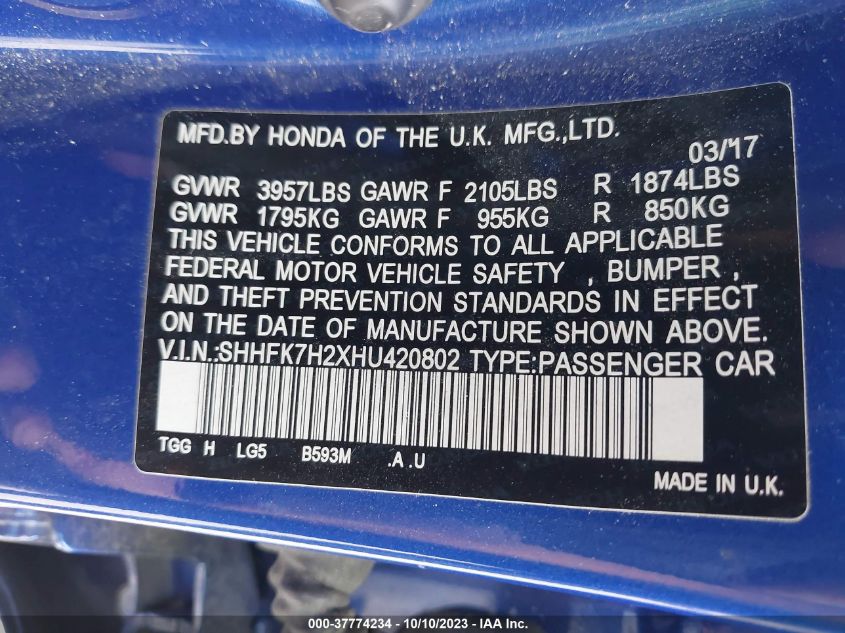 MFD.BY HONDA OF THE U.K. MFG.,LTD.
03/'17
GVWR 3957LBS GAWR F 2105LBS R 1874LBS
GVWR 1795KG GAWR F 955KG R 850KG
THIS VEHICLE CONFORMS TO ALL APPLICABLE
FEDERAL MOTOR VEHICLE SAFETY , BUMPER ,
AND THEFT PREVENTION STANDARDS IN EFFECT
ON THE DATE OF MANUFACTURE SHOWN ABOVE.
V.I.N.:SHHFK7H2XHU420802 TYPE:PASSENGER CAR
TGG H LG5 B593M .A .U
MADE IN U.K.
000-37774234 - 10/10/2023 - IAA Inc.